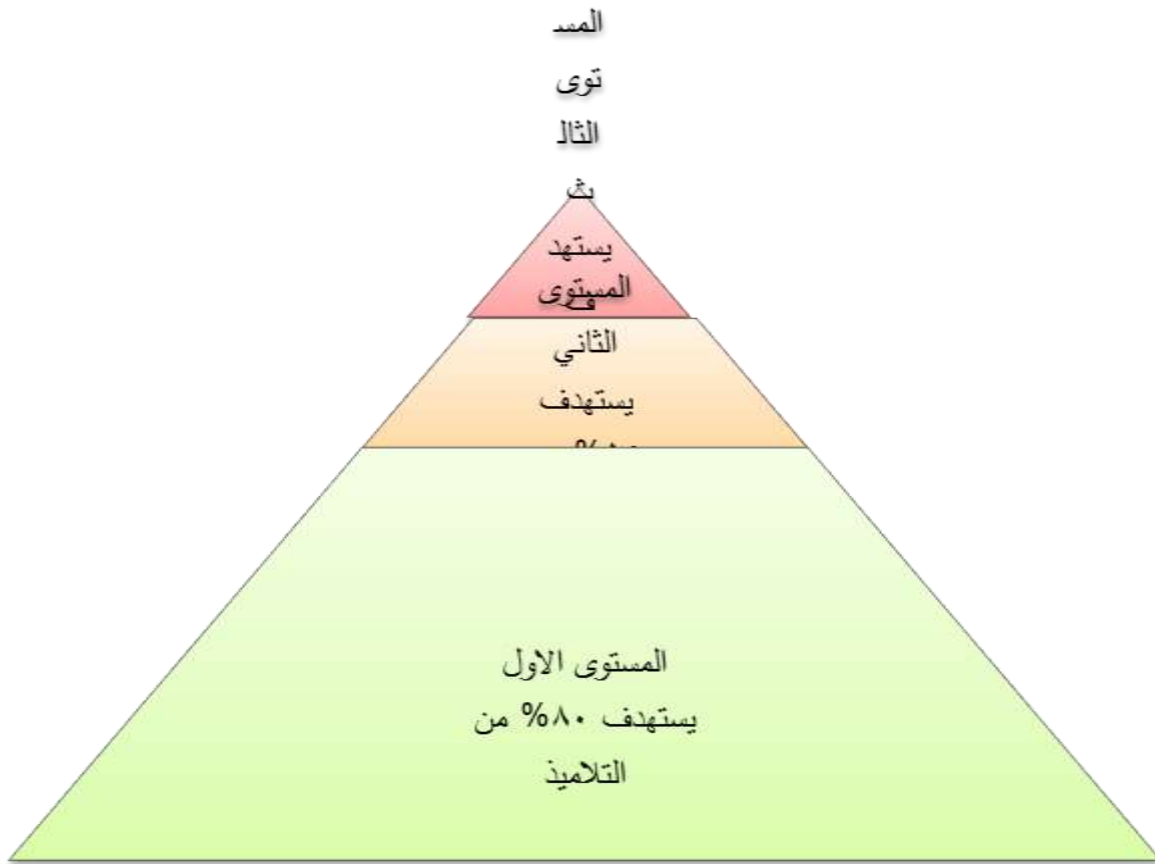 المس
توى
الثال
ث
يستهد
ف
المستوى
الثاني
يستهدف
%
المستوى الاول
يستهدف ٨٠% من
التلاميذ